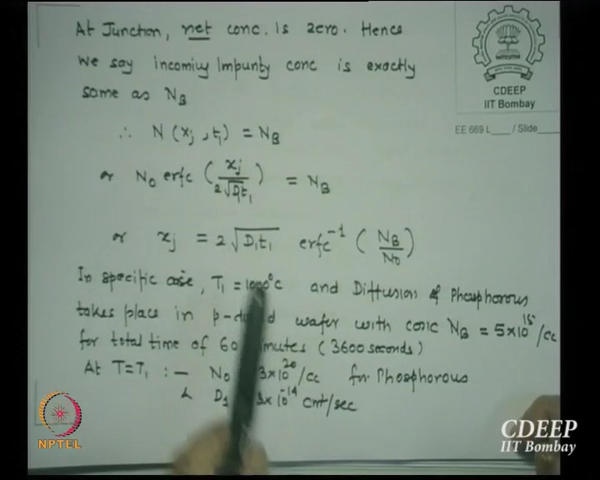 At Junction, net conc. is zero. Hence
We say incoming Impurity conc is exactly
same as NB
∴ N (xj, t1) = NB
or N0 erfc (xj / 2√D1t1) = NB
or xj = 2√D1t1 erfc⁻¹ (NB / N0)
In specific case, T1 = 1000°C and Diffusion of Phosphorous
takes place in wafer with conc NB = 5×10¹⁵/cc
for total time of 60 (3600 seconds)
At T=T1 :— N0 3×10²⁰/cc for Phosphorous
& D1 3×10⁻¹⁴ cm²/sec
CDEEP
IIT Bombay
EE 669 L___ / Slide___
NPTEL
CDEEP
IIT Bombay